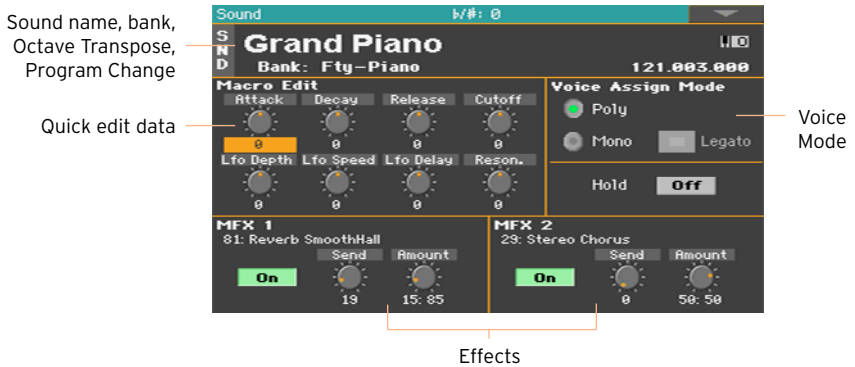 Sound name, bank,
Octave Transpose,
Program Change
Quick edit data
Sound
♭/#: 0
SND
Grand Piano
Bank: Fty-Piano
121.003.000
Macro Edit
Attack Decay Release Cutoff
0 0 0 0
Lfo Depth Lfo Speed Lfo Delay Reson.
0 0 0 0
Voice Assign Mode
Poly
Mono Legato
Hold Off
Voice
Mode
MFX 1
81: Reverb SmoothHall
Send Amount
On
19 15:85
MFX 2
29: Stereo Chorus
Send Amount
On
0 50:50
Effects